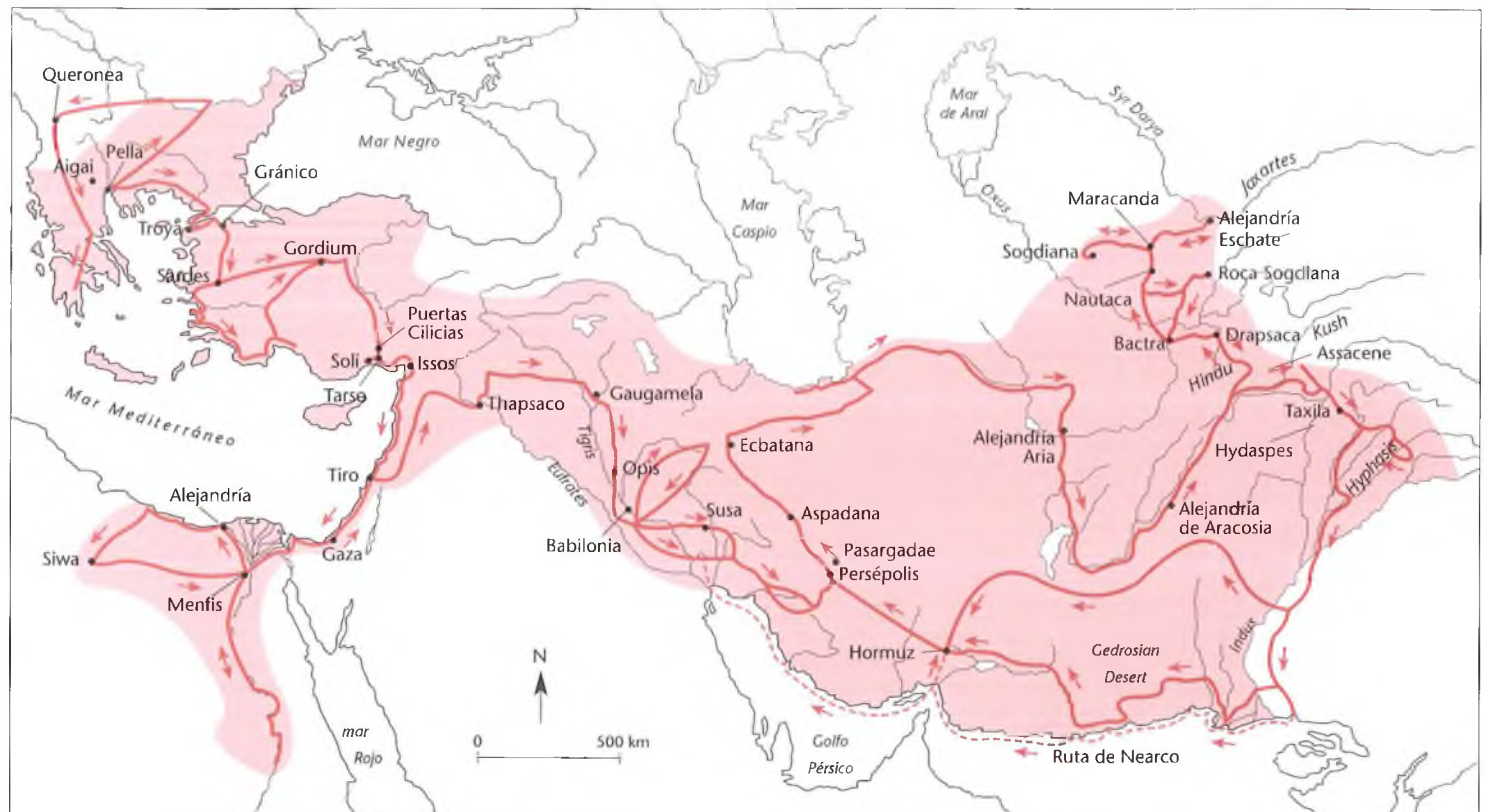 Queronea
Aigai
Pella
Gránico
Troya
Sardes
Gordium
Mar Negro
Puertas
Cilicias
Soli
Issos
Tarso
Mar Mediterráneo
Thapsaco
Tiro
Alejandría
Siwa
Gaza
Menfis
mar
Rojo
N
0
500 km
Mar
Caspio
Gaugamela
Tigris
Eufrates
Opis
Babilonia
Susa
Ecbatana
Aspadana
Pasargadae
Persépolis
Hormuz
Golfo
Pérsico
Mar
de Aral
Syr Darya
Oxus
Jaxartes
Maracanda
Alejandría
Eschate
Sogdiana
Roca Sogdiana
Nautaca
Bactra
Drapsaca
Hindu
Kush
Assacene
Taxila
Alejandría
Aria
Hydaspes
Hyphasis
Alejandría
de Aracosia
Gedrosian
Desert
Indus
Ruta de Nearco